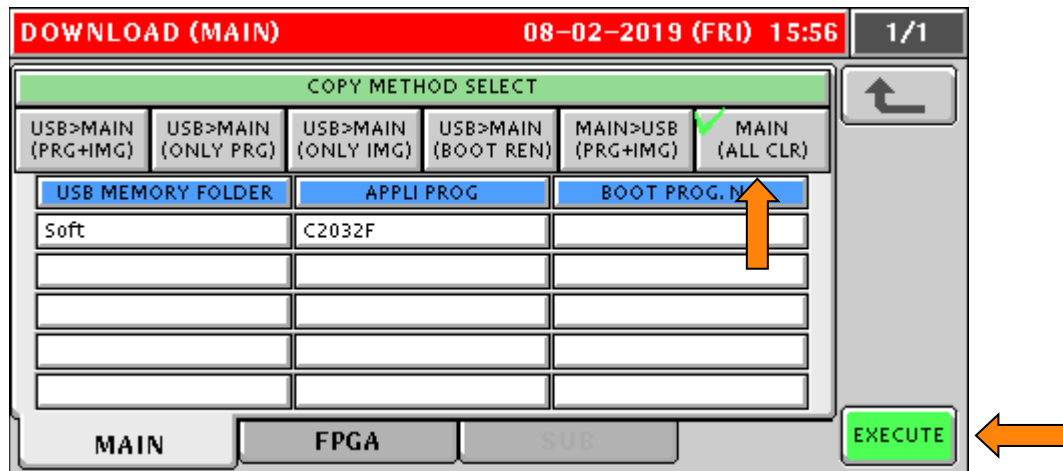 DOWNLOAD (MAIN) 08-02-2019 (FRI) 15:56 1/1
COPY METHOD SELECT
USB>MAIN (PRG+IMG)
USB>MAIN (ONLY PRG)
USB>MAIN (ONLY IMG)
USB>MAIN (BOOT REN)
MAIN>USB (PRG+IMG)
MAIN (ALL CLR)
USB MEMORY FOLDER APPLI PROG BOOT PROG. N
Soft C2032F
MAIN FPGA SUB EXECUTE